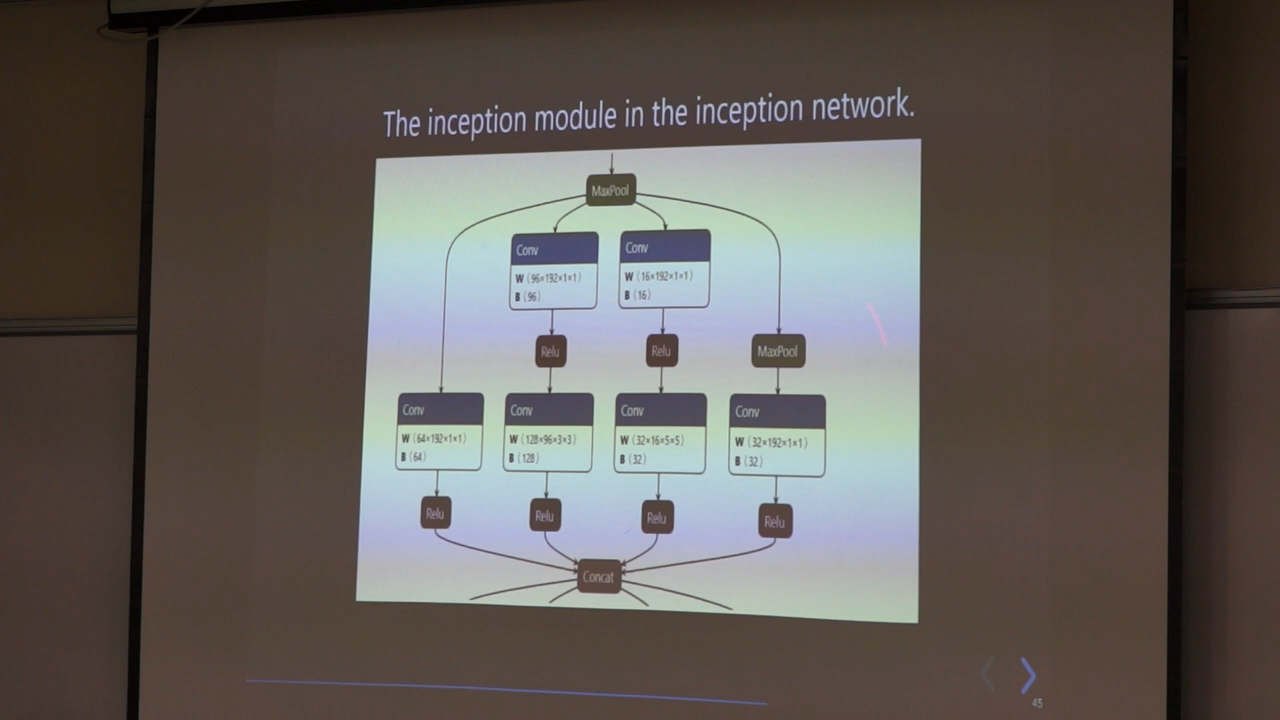 The inception module in the inception network.
MaxPool
Conv
W (96×192×1×1)
B (96)
Conv
W (16×192×1×1)
B (16)
Relu
Relu
MaxPool
Conv
W (64×192×1×1)
B (64)
Conv
W (128×96×3×3)
B (128)
Conv
W (32×16×5×5)
B (32)
Conv
W (32×192×1×1)
B (32)
Relu
Relu
Relu
Relu
Concat
45